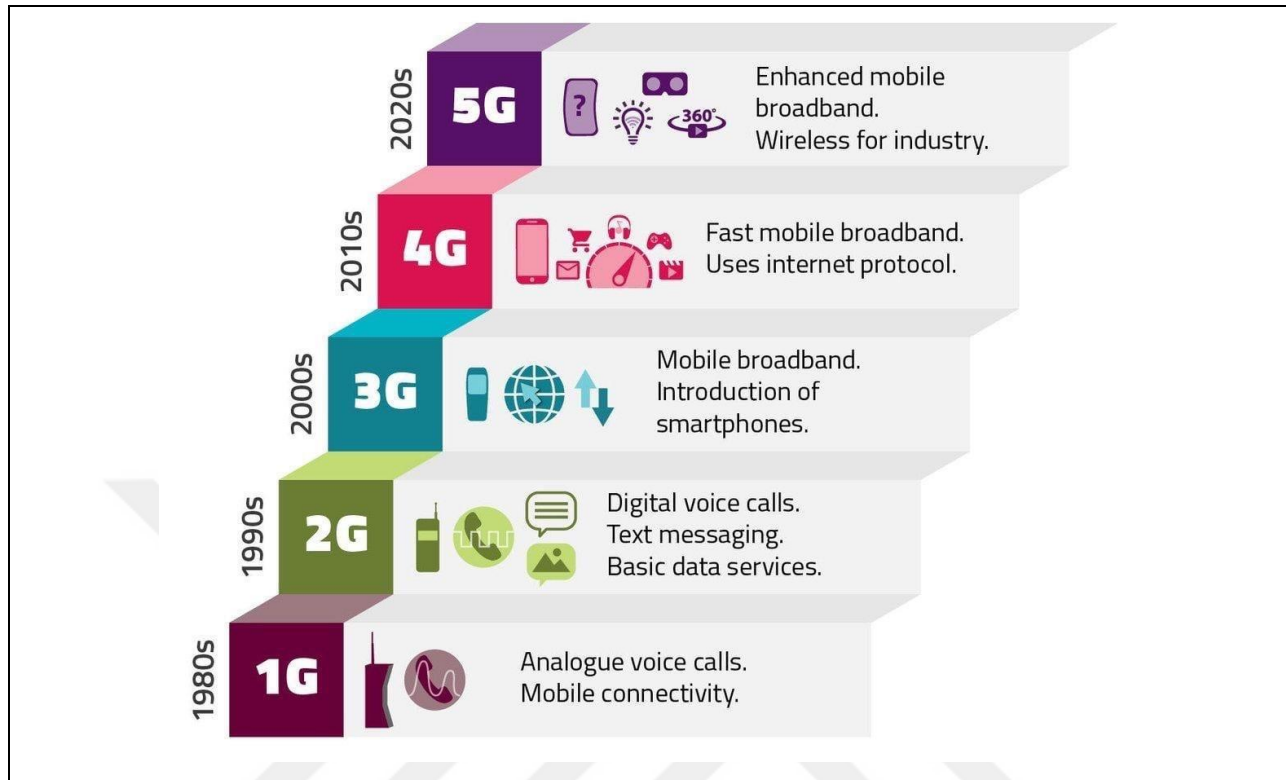 2020s
5G
?
360°
Enhanced mobile
broadband.
Wireless for industry.
2010s
4G
Fast mobile broadband.
Uses internet protocol.
2000s
3G
Mobile broadband.
Introduction of
smartphones.
1990s
2G
Digital voice calls.
Text messaging.
Basic data services.
1980s
1G
Analogue voice calls.
Mobile connectivity.